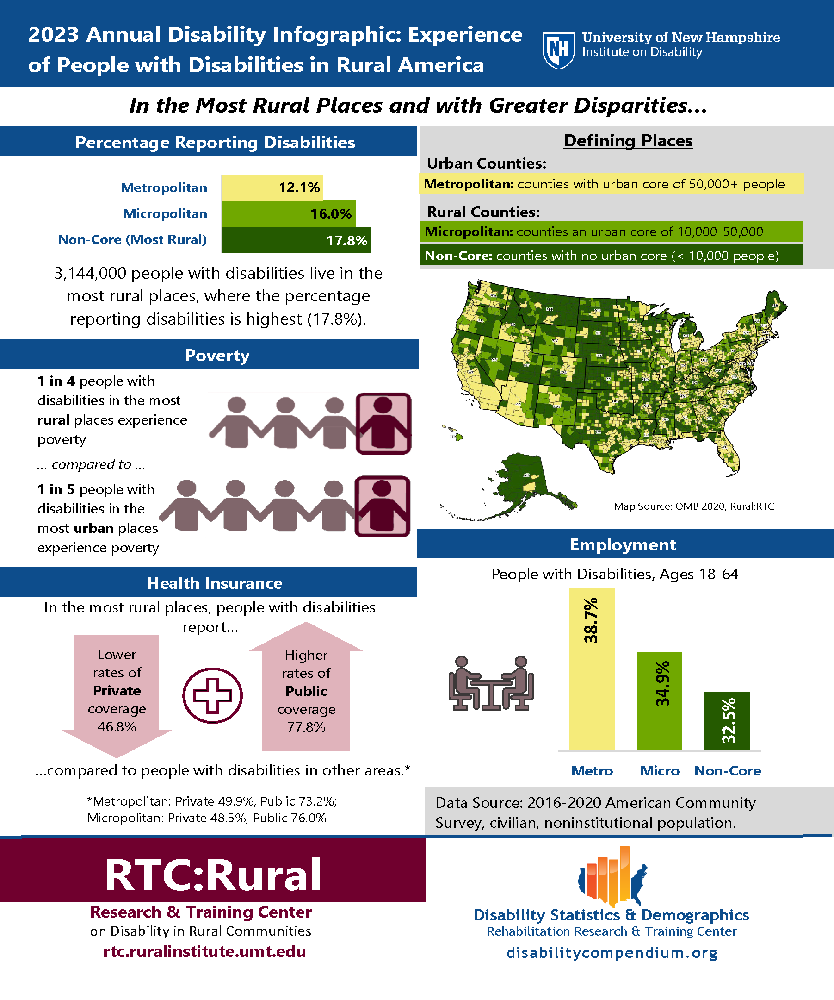 2023 Annual Disability Infographic: Experience
of People with Disabilities in Rural America
NH
University of New Hampshire
Institute on Disability
In the Most Rural Places and with Greater Disparities...
Percentage Reporting Disabilities
Metropolitan 12.1%
Micropolitan 16.0%
Non-Core (Most Rural) 17.8%
3,144,000 people with disabilities live in the
most rural places, where the percentage
reporting disabilities is highest (17.8%).
Defining Places
Urban Counties:
Metropolitan: counties with urban core of 50,000+ people
Rural Counties:
Micropolitan: counties an urban core of 10,000-50,000
Non-Core: counties with no urban core (< 10,000 people)
Map Source: OMB 2020, Rural:RTC
Poverty
1 in 4 people with
disabilities in the most
rural places experience
poverty
... compared to ...
1 in 5 people with
disabilities in the
most urban places
experience poverty
Health Insurance
In the most rural places, people with disabilities
report...
Lower
rates of
Private
coverage
46.8%
Higher
rates of
Public
coverage
77.8%
...compared to people with disabilities in other areas.*
*Metropolitan: Private 49.9%, Public 73.2%;
Micropolitan: Private 48.5%, Public 76.0%
Employment
People with Disabilities, Ages 18-64
38.7%
34.9%
32.5%
Metro Micro Non-Core
Data Source: 2016-2020 American Community
Survey, civilian, noninstitutional population.
RTC:Rural
Research & Training Center
on Disability in Rural Communities
rtc.ruralinstitute.umt.edu
Disability Statistics & Demographics
Rehabilitation Research & Training Center
disabilitycompendium.org